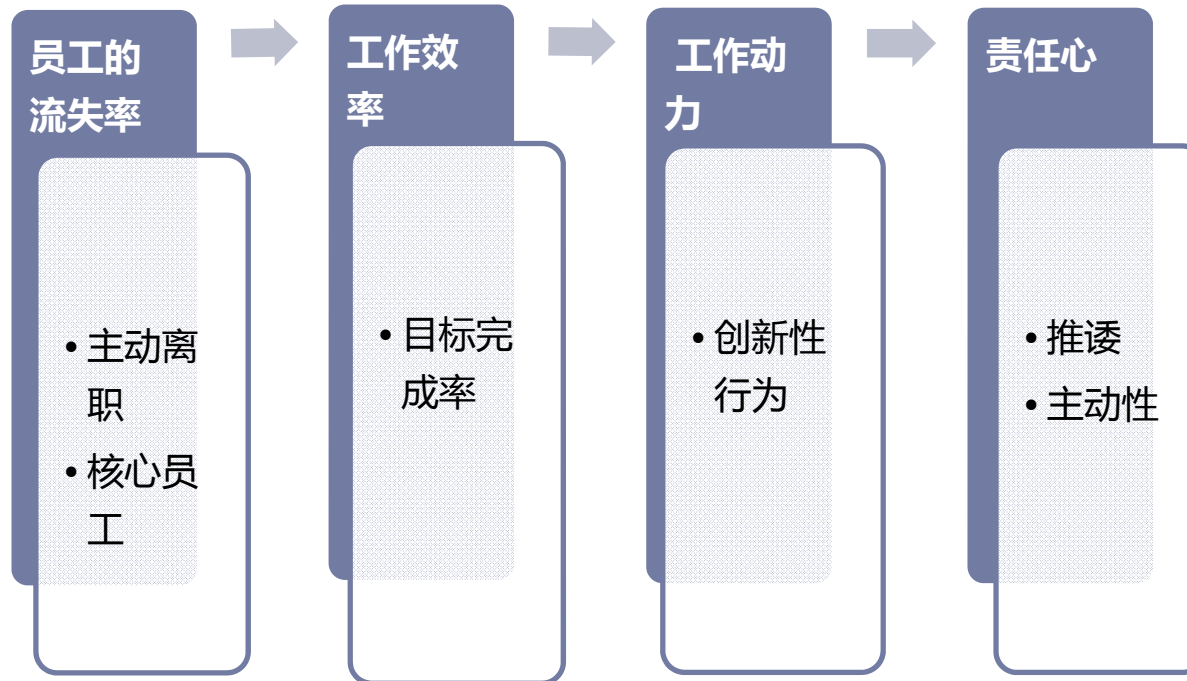 员工的
流失率
• 主动离
职
• 核心员
工
工作效
率
• 目标完
成率
工作动
力
• 创新性
行为
责任心
• 推诿
• 主动性